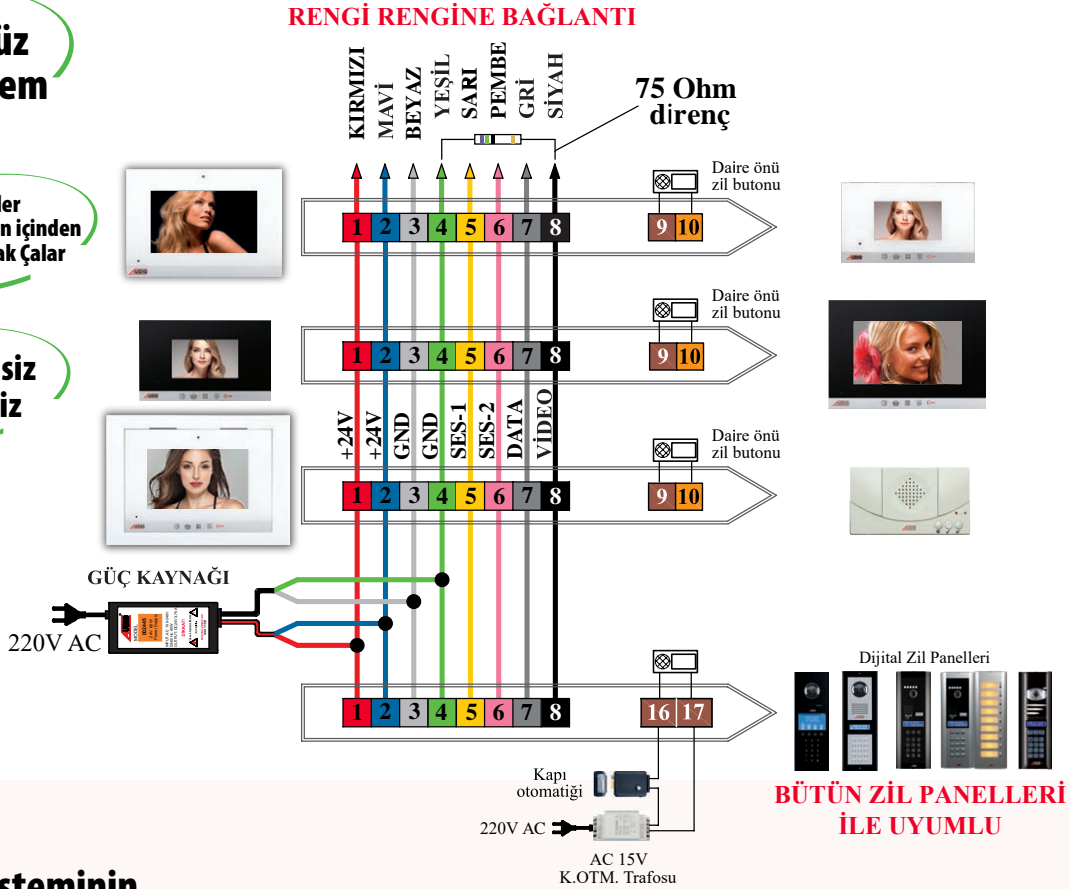 RENGİ RENGİNE BAĞLANTI
üz
em
KIRMIZI
MAVİ
BEYAZ
YEŞİL
SARI
PEMBE
GRİ
SİYAH
75 Ohm
direnç
ler
n içinden
ak Çalar
Daire önü
zil butonu
1 2 3 4 5 6 7 8
9 10
AUDIO
Daire önü
zil butonu
siz
iz
1 2 3 4 5 6 7 8
9 10
+24V
+24V
GND
GND
SES-1
SES-2
DATA
VİDEO
Daire önü
zil butonu
1 2 3 4 5 6 7 8
9 10
GÜÇ KAYNAĞI
220V AC
MODEL
002445
Dijital Zil Panelleri
1 2 3 4 5 6 7 8
16 17
Kapı
otomatiği
BÜTÜN ZİL PANELLERİ
İLE UYUMLU
220V AC
AC 15V
K.OTM. Trafosu
steminin